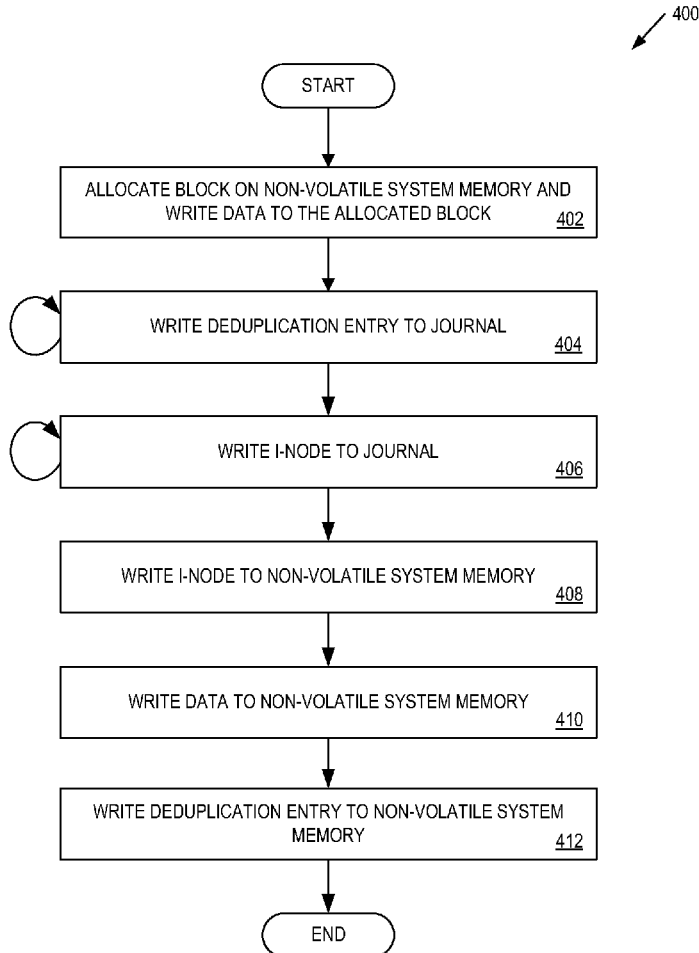 400
START
ALLOCATE BLOCK ON NON-VOLATILE SYSTEM MEMORY AND
WRITE DATA TO THE ALLOCATED BLOCK
402
WRITE DEDUPLICATION ENTRY TO JOURNAL
404
WRITE I-NODE TO JOURNAL
406
WRITE I-NODE TO NON-VOLATILE SYSTEM MEMORY
408
WRITE DATA TO NON-VOLATILE SYSTEM MEMORY
410
WRITE DEDUPLICATION ENTRY TO NON-VOLATILE SYSTEM
MEMORY
412
END